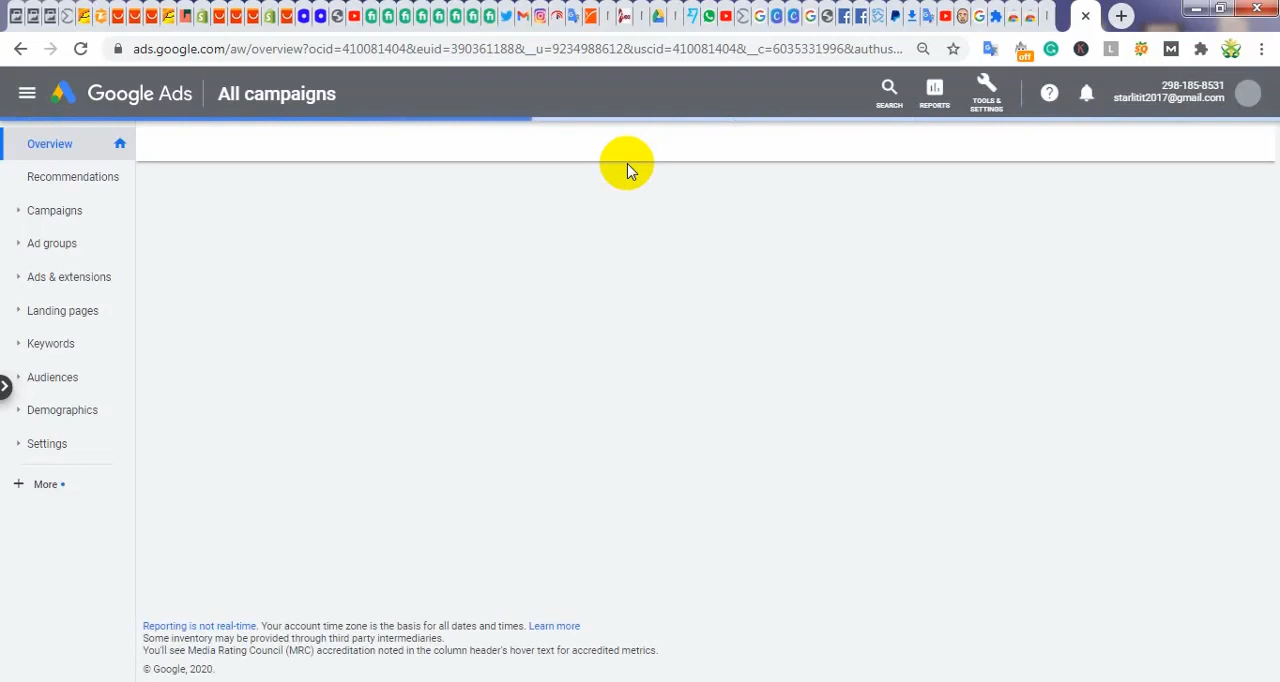 ads.google.com/aw/overview?ocid=410081404&euid=390361188&__u=9234988612&uscid=410081404&__c=6035331996&authus...
off
Google Ads
All campaigns
SEARCH
REPORTS
TOOLS &
SETTINGS
298-185-8531
starlitit2017@gmail.com
Overview
Recommendations
Campaigns
Ad groups
Ads & extensions
Landing pages
Keywords
Audiences
Demographics
Settings
More
Reporting is not real-time. Your account time zone is the basis for all dates and times. Learn more
Some inventory may be provided through third party intermediaries.
You'll see Media Rating Council (MRC) accreditation noted in the column header's hover text for accredited metrics.
© Google, 2020.